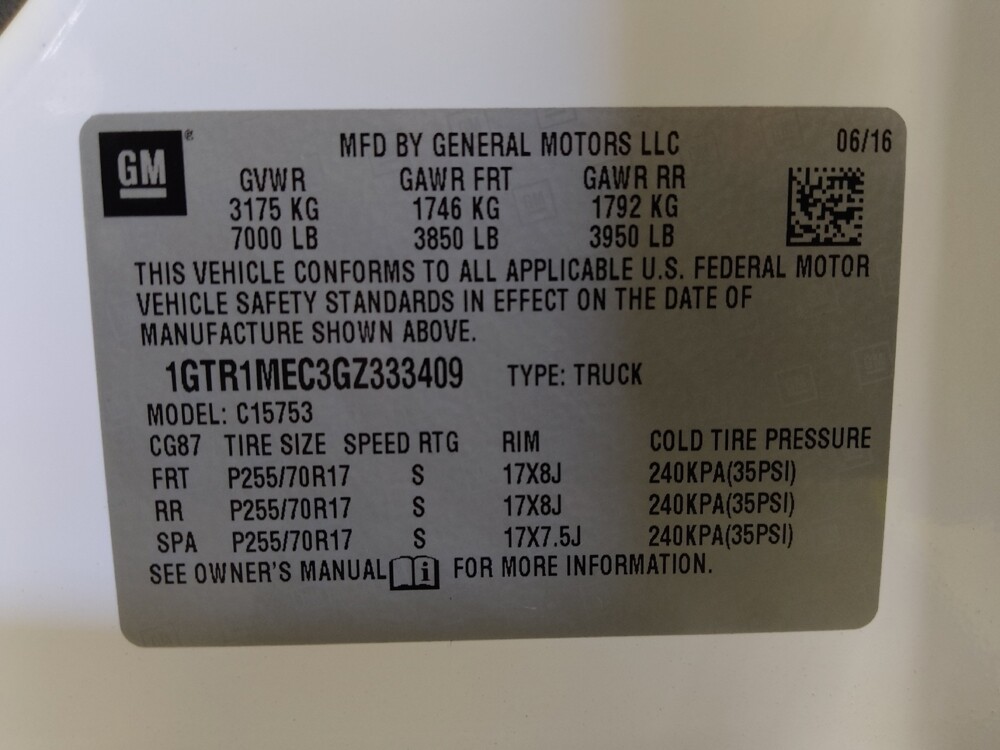 GM
MFD BY GENERAL MOTORS LLC 06/16
GVWR GAWR FRT GAWR RR
3175 KG 1746 KG 1792 KG
7000 LB 3850 LB 3950 LB
THIS VEHICLE CONFORMS TO ALL APPLICABLE U.S. FEDERAL MOTOR
VEHICLE SAFETY STANDARDS IN EFFECT ON THE DATE OF
MANUFACTURE SHOWN ABOVE.
1GTR1MEC3GZ333409 TYPE: TRUCK
MODEL: C15753
CG87 TIRE SIZE SPEED RTG RIM COLD TIRE PRESSURE
FRT P255/70R17 S 17X8J 240KPA(35PSI)
RR P255/70R17 S 17X8J 240KPA(35PSI)
SPA P255/70R17 S 17X7.5J 240KPA(35PSI)
SEE OWNER'S MANUAL i FOR MORE INFORMATION.